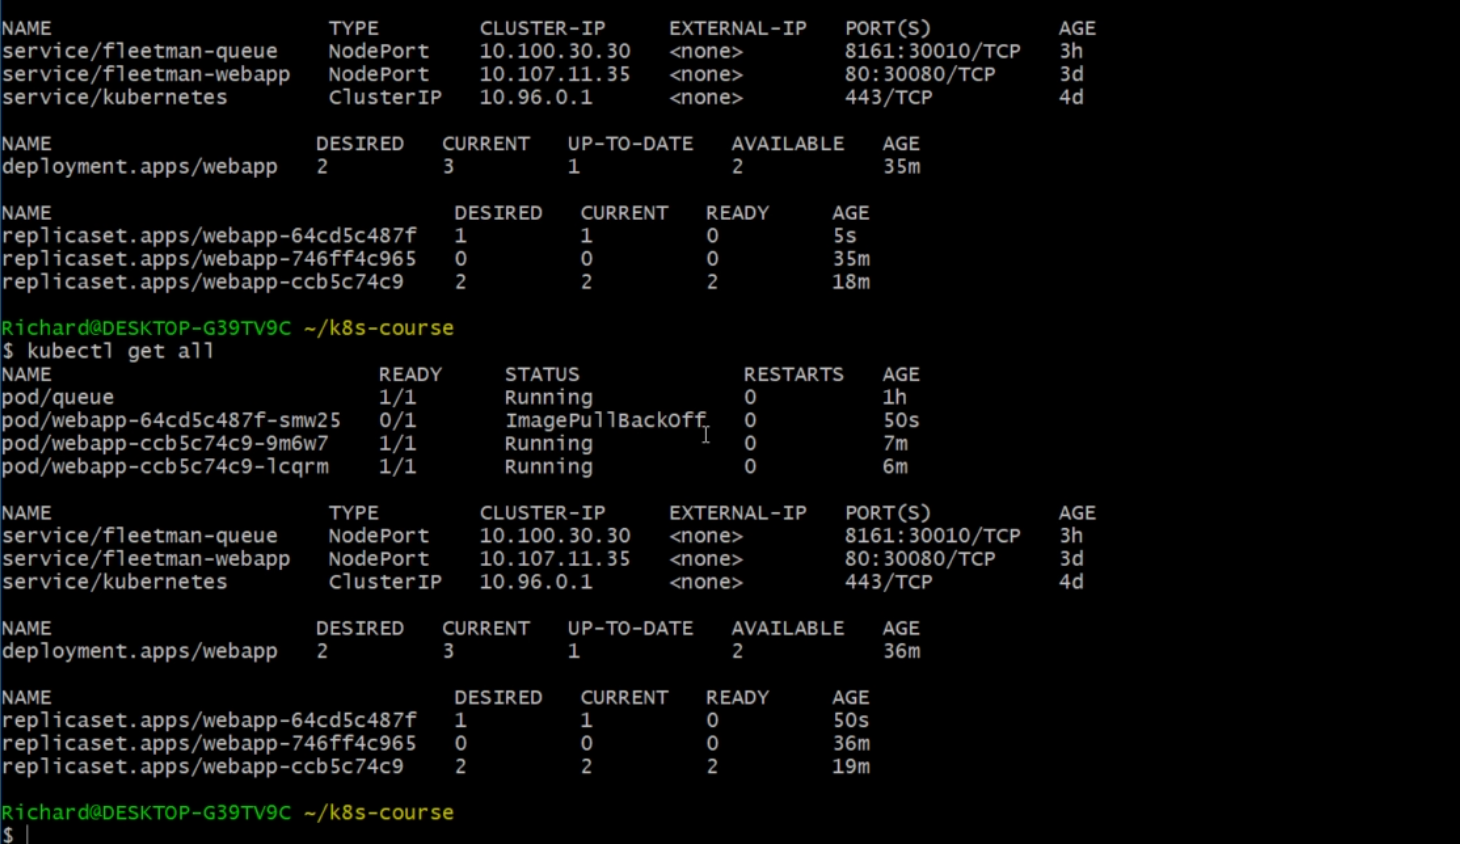 NAME                                   TYPE        CLUSTER-IP     EXTERNAL-IP   PORT(S)          AGE
service/fleetman-queue    NodePort    10.100.30.30   <none>        8161:30010/TCP   3h
service/fleetman-webapp   NodePort    10.107.11.35   <none>        80:30080/TCP     3d
service/kubernetes        ClusterIP   10.96.0.1      <none>        443/TCP          4d
NAME                     DESIRED   CURRENT   UP-TO-DATE   AVAILABLE   AGE
deployment.apps/webapp   2         3         1            2           35m
NAME                                DESIRED   CURRENT   READY     AGE
replicaset.apps/webapp-64cd5c487f   1         1         0         5s
replicaset.apps/webapp-746ff4c965   0         0         0         35m
replicaset.apps/webapp-ccb5c74c9    2         2         2         18m
Richard@DESKTOP-G39TV9C ~/k8s-course
$ kubectl get all
NAME                          READY     STATUS             RESTARTS   AGE
pod/queue                     1/1       Running            0          1h
pod/webapp-64cd5c487f-smw25   0/1       ImagePullBackOff   0          50s
pod/webapp-ccb5c74c9-9m6w7    1/1       Running            0          7m
pod/webapp-ccb5c74c9-lcqrm    1/1       Running            0          6m
NAME                      TYPE        CLUSTER-IP     EXTERNAL-IP   PORT(S)          AGE
service/fleetman-queue    NodePort    10.100.30.30   <none>        8161:30010/TCP   3h
service/fleetman-webapp   NodePort    10.107.11.35   <none>        80:30080/TCP     3d
service/kubernetes        ClusterIP   10.96.0.1      <none>        443/TCP          4d
NAME                     DESIRED   CURRENT   UP-TO-DATE   AVAILABLE   AGE
deployment.apps/webapp   2         3         1            2           36m
NAME                                DESIRED   CURRENT   READY     AGE
replicaset.apps/webapp-64cd5c487f   1         1         0         50s
replicaset.apps/webapp-746ff4c965   0         0         0         36m
replicaset.apps/webapp-ccb5c74c9    2         2         2         19m
Richard@DESKTOP-G39TV9C ~/k8s-course
$